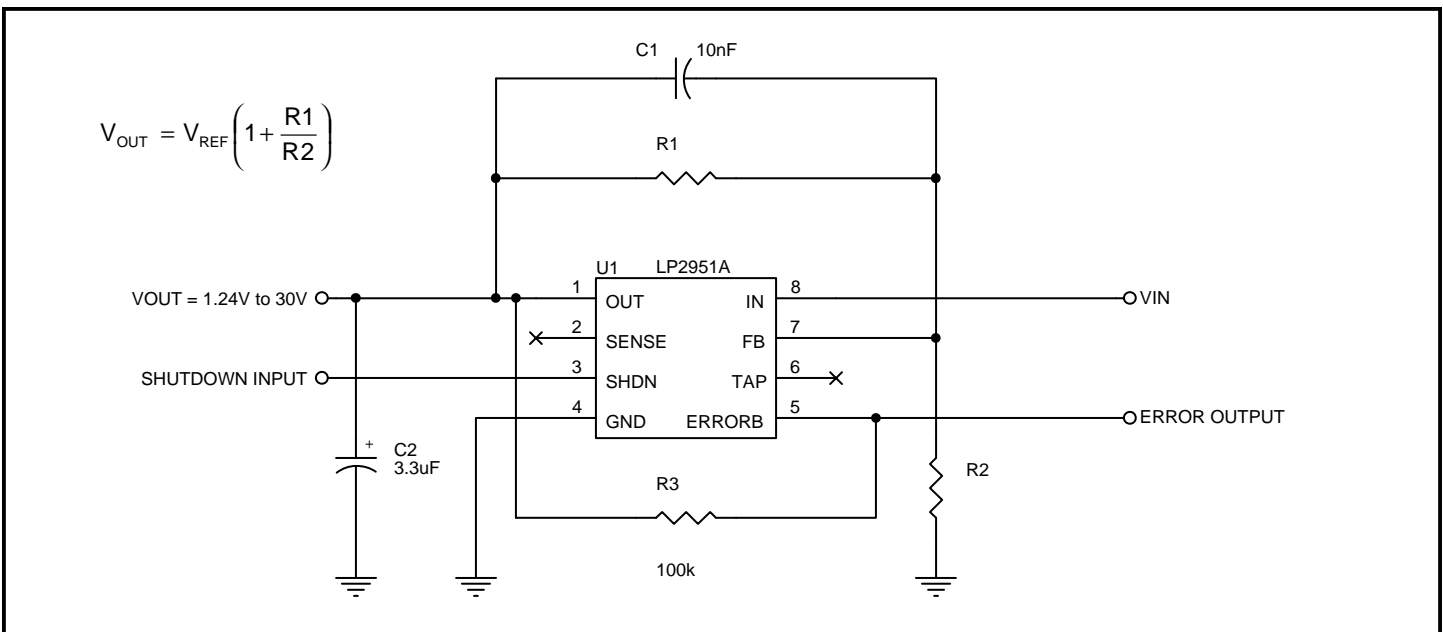 C1 10nF
V_OUT = V_REF(1 + R1/R2)
R1
U1 LP2951A
VOUT = 1.24V to 30V 1 OUT IN 8 VIN
2 SENSE FB 7
SHUTDOWN INPUT 3 SHDN TAP 6
4 GND ERRORB 5 ERROR OUTPUT
+ C2
3.3uF
R3
R2
100k